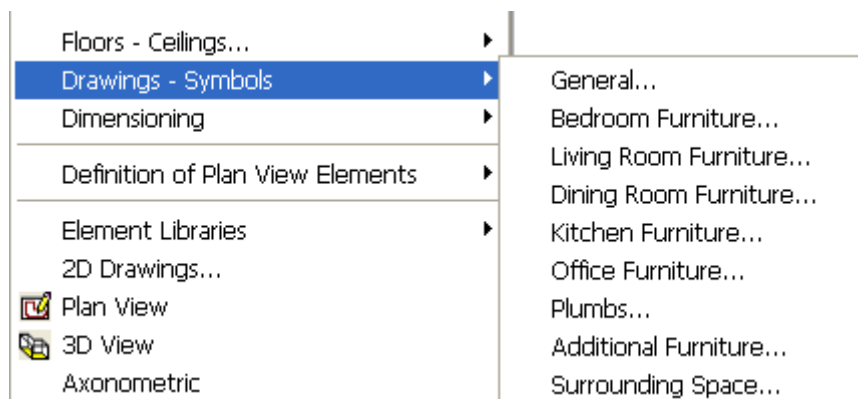 Floors - Ceilings...
Drawings - Symbols
Dimensioning
Definition of Plan View Elements
Element Libraries
2D Drawings...
Plan View
3D View
Axonometric
General...
Bedroom Furniture...
Living Room Furniture...
Dining Room Furniture...
Kitchen Furniture...
Office Furniture...
Plumbs...
Additional Furniture...
Surrounding Space...